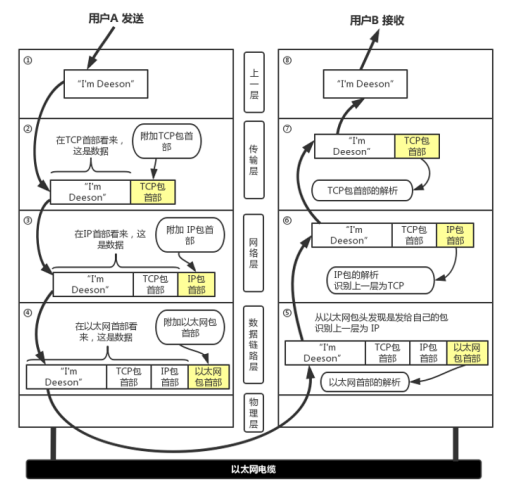 用户A 发送
用户B 接收
①
"I'm Deeson"
上一层
⑧
"I'm Deeson"
②
在TCP首部看来，
这是数据
附加TCP包首
部
"I'm
Deeson"
TCP包
首部
传输层
⑦
"I'm
Deeson"
TCP包
首部
TCP包首部的解析
③
在IP首部看来，这
是数据
附加 IP包首
部
"I'm
Deeson"
TCP包
首部
IP包
首部
网络层
⑥
"I'm
Deeson"
TCP包
首部
IP包
首部
IP包的解析
识别上一层为TCP
④
在以太网首部看
来，这是数据
附加以太网包
首部
"I'm
Deeson"
TCP包
首部
IP包
首部
以太网
包首部
数据链路层
⑤
从以太网包头发现是发给自己的包
识别上一层为 IP
"I'm
Deeson"
TCP包
首部
IP包
首部
以太网
包首部
以太网首部的解析
物理层
以太网电缆